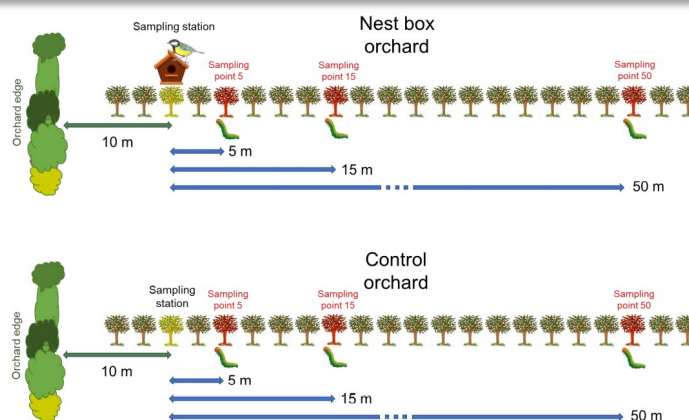 Nest box
orchard
Sampling station
Sampling
point 5
Sampling
point 15
Sampling
point 50
Orchard edge
10 m
5 m
15 m
50 m
Control
orchard
Sampling
station
Sampling
point 5
Sampling
point 15
Sampling
point 50
Orchard edge
10 m
5 m
15 m
50 m